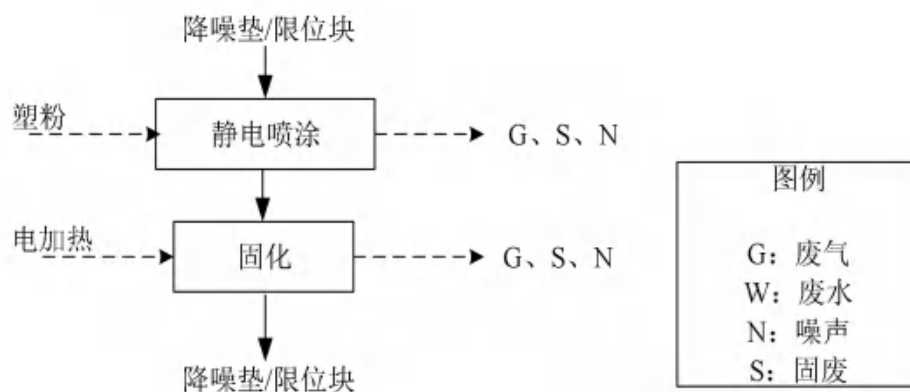 降噪垫/限位块
塑粉
静电喷涂
G、S、N
电加热
固化
G、S、N
降噪垫/限位块
图例
G：废气
W：废水
N：噪声
S：固废